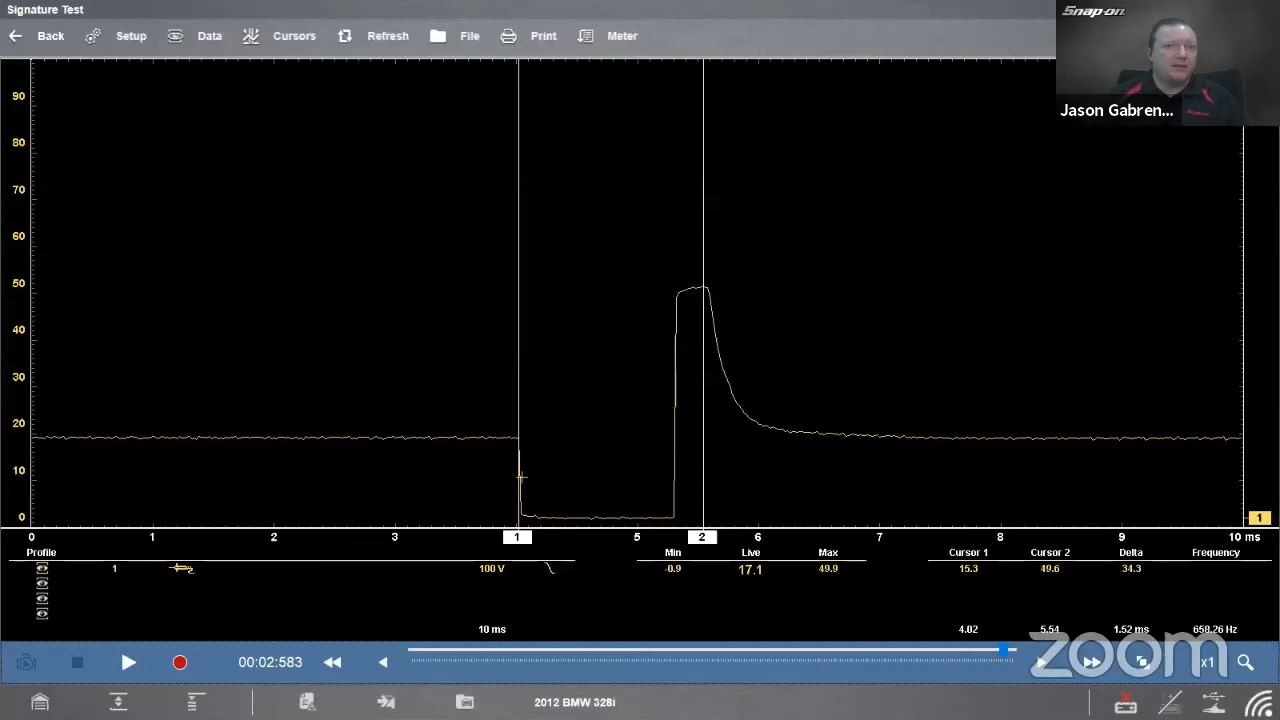 Signature Test
Snap-on
Back Setup Data Cursors Refresh File Print Meter
Jason Gabren...
90
80
70
60
50
40
30
20
10
0
1
0 1 2 3 1 5 2 6 7 8 9 10 ms
Profile Min Live Max Cursor 1 Cursor 2 Delta Frequency
1 100 V -0.9 17.1 49.9 15.3 49.6 34.3
10 ms 4.02 5.54 1.52 ms 658.26 Hz
00:02:583 x1
zoom
2012 BMW 328i